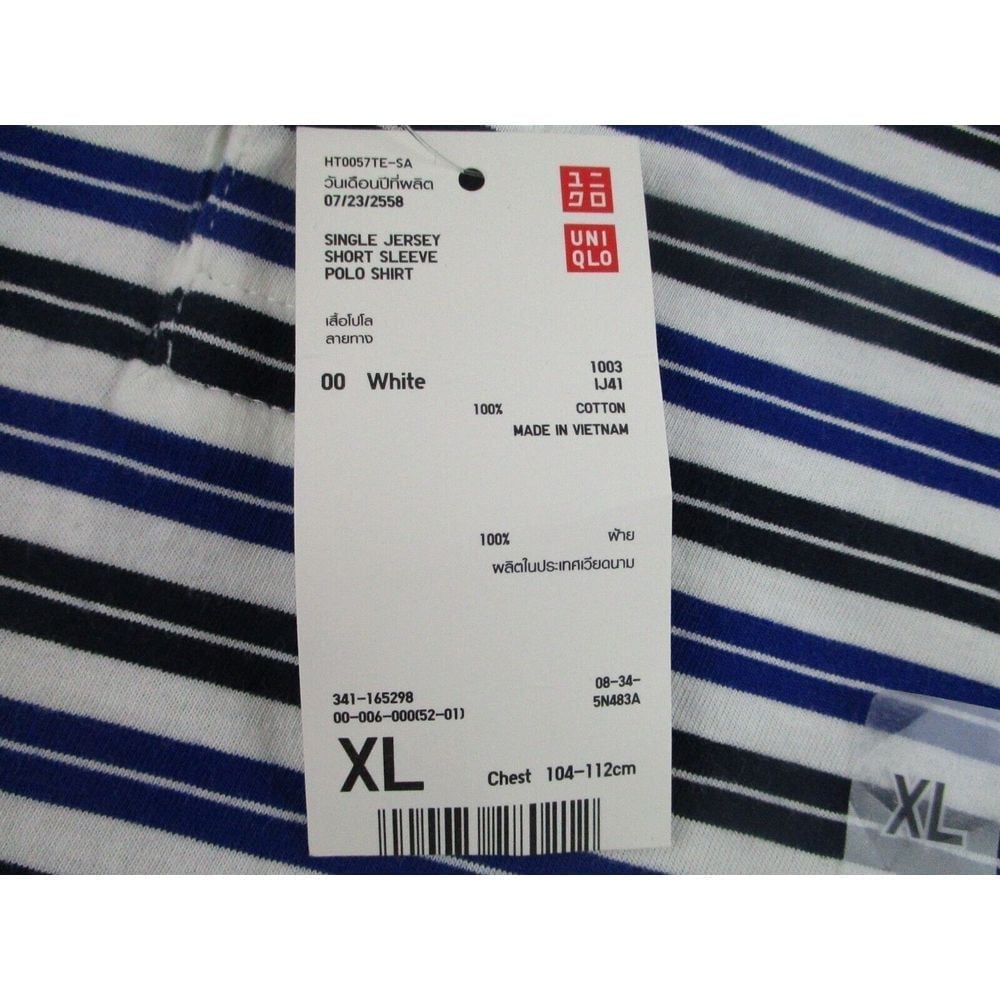 HT0057TE-SA
วันเดือนปีที่ผลิต
07/23/2558
ユニ
クロ
UNI
QLO
SINGLE JERSEY
SHORT SLEEVE
POLO SHIRT
เสื้อโปโล
ลายทาง
00 White
1003
IJ41
100% COTTON
MADE IN VIETNAM
100% ฝ้าย
ผลิตในประเทศเวียดนาม
341-165298
00-006-000(52-01)
08-34-
5N483A
XL
Chest 104-112cm
XL